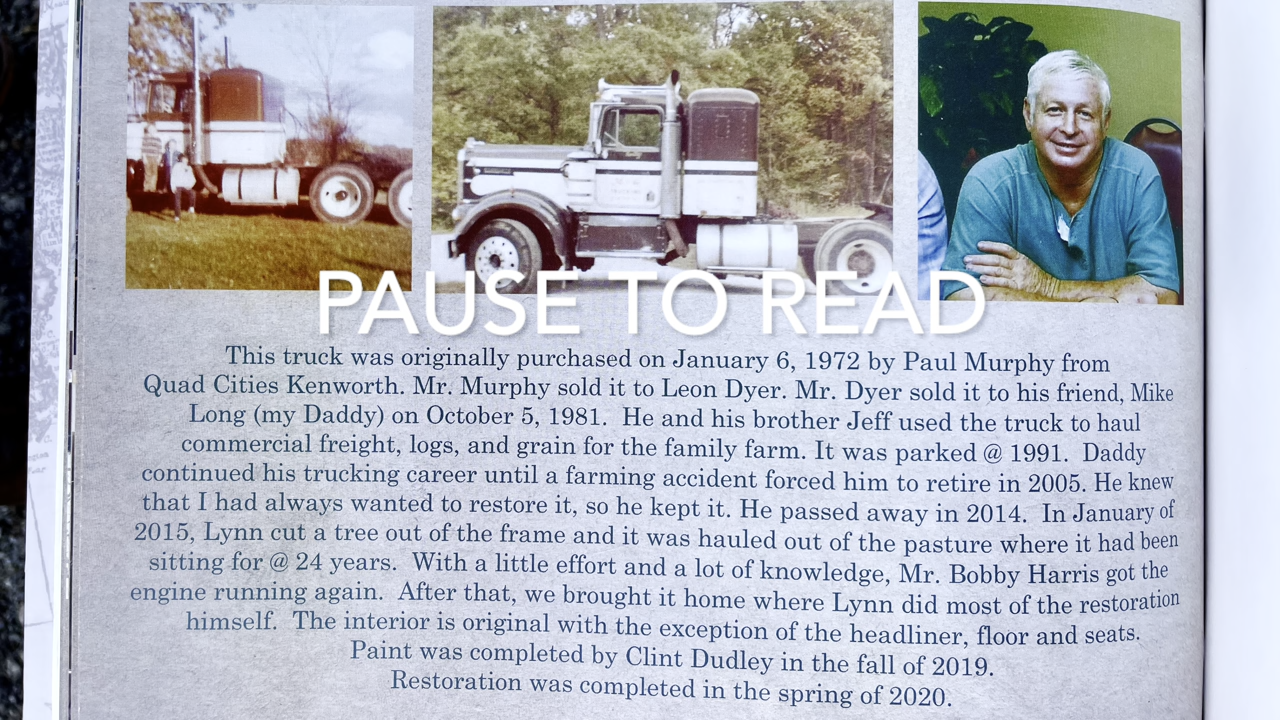 PAUSE TO READ
This truck was originally purchased on January 6, 1972 by Paul Murphy from
Quad Cities Kenworth. Mr. Murphy sold it to Leon Dyer. Mr. Dyer sold it to his friend, Mike
Long (my Daddy) on October 5, 1981. He and his brother Jeff used the truck to haul
commercial freight, logs, and grain for the family farm. It was parked @ 1991. Daddy
continued his trucking career until a farming accident forced him to retire in 2005. He knew
that I had always wanted to restore it, so he kept it. He passed away in 2014. In January of
2015, Lynn cut a tree out of the frame and it was hauled out of the pasture where it had been
sitting for @ 24 years. With a little effort and a lot of knowledge, Mr. Bobby Harris got the
engine running again. After that, we brought it home where Lynn did most of the restoration
himself. The interior is original with the exception of the headliner, floor and seats.
Paint was completed by Clint Dudley in the fall of 2019.
Restoration was completed in the spring of 2020.